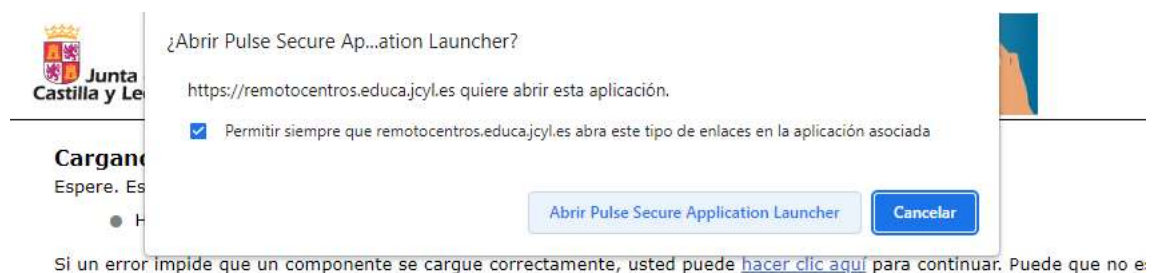 ¿Abrir Pulse Secure Ap...ation Launcher?
Junta
Castilla y Le
https://remotocentros.educa.jcyl.es quiere abrir esta aplicación.
Permitir siempre que remotocentros.educa.jcyl.es abra este tipo de enlaces en la aplicación asociada
Cargand
Espere. Es
H
Abrir Pulse Secure Application Launcher
Cancelar
Si un error impide que un componente se cargue correctamente, usted puede hacer clic aquí para continuar. Puede que no e